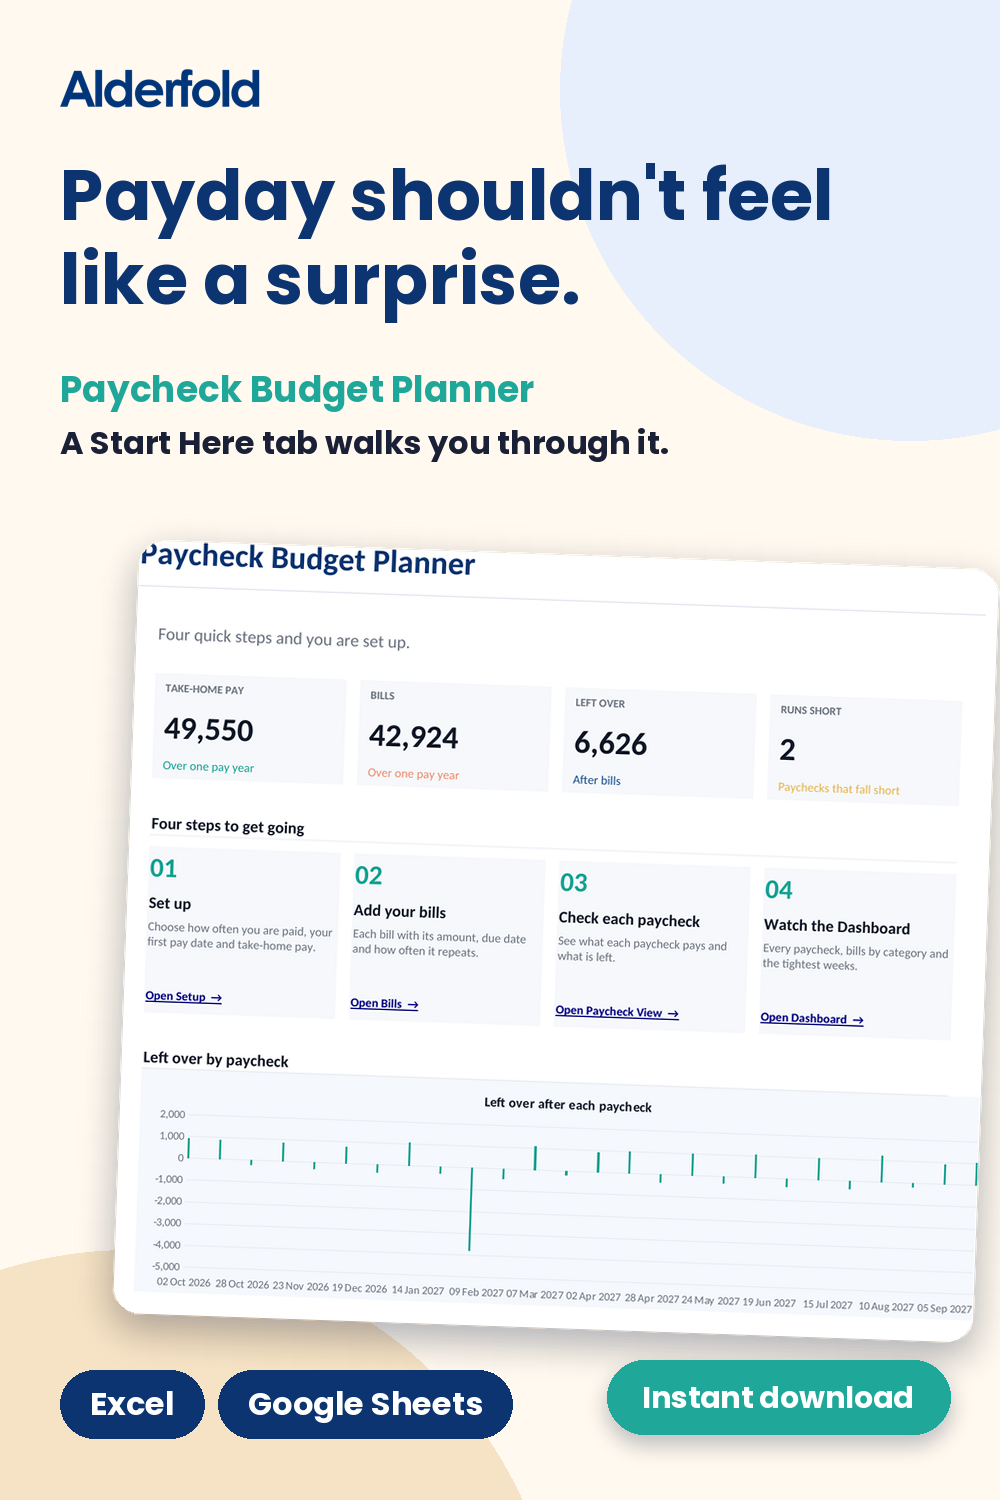 Alderfold
Payday shouldn't feel
like a surprise.
Paycheck Budget Planner
A Start Here tab walks you through it.
Paycheck Budget Planner
Four quick steps and you are set up.
TAKE-HOME PAY
49,550
Over one pay year
BILLS
42,924
Over one pay year
LEFT OVER
6,626
After bills
RUNS SHORT
2
Paychecks that fall short
Four steps to get going
01
Set up
Choose how often you are paid, your
first pay date and take-home pay.
Open Setup →
02
Add your bills
Each bill with its amount, due date
and how often it repeats.
Open Bills →
03
Check each paycheck
See what each paycheck pays and
what is left.
Open Paycheck View →
04
Watch the Dashboard
Every paycheck, bills by category and
the tightest weeks.
Open Dashboard →
Left over by paycheck
Left over after each paycheck
2,000
1,000
0
-1,000
-2,000
-3,000
-4,000
-5,000
02 Oct 2026 28 Oct 2026 23 Nov 2026 19 Dec 2026 14 Jan 2027 09 Feb 2027 07 Mar 2027 02 Apr 2027 28 Apr 2027 24 May 2027 19 Jun 2027 15 Jul 2027 10 Aug 2027 05 Sep 2027
Excel
Google Sheets
Instant download